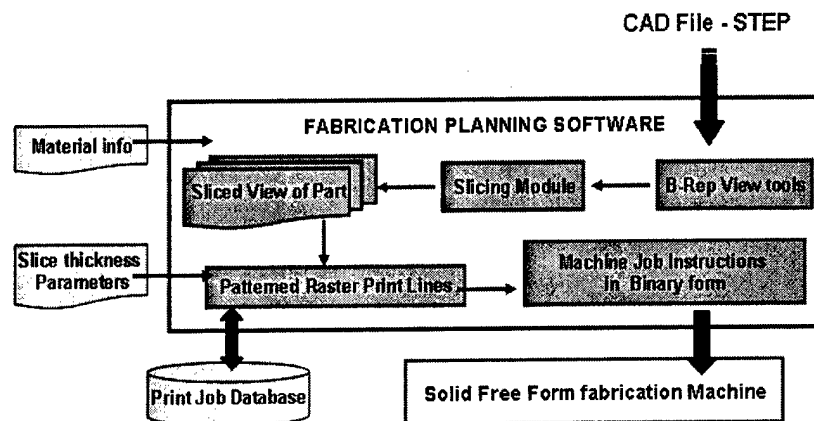 CAD File - STEP
FABRICATION PLANNING SOFTWARE
Material info
Sliced View of Part
Slicing Module
B-Rep View tools
Slice thickness
Parameters
Patterned Raster Print Lines
Machine Job Instructions
In Binary form
Print Job Database
Solid Free Form fabrication Machine